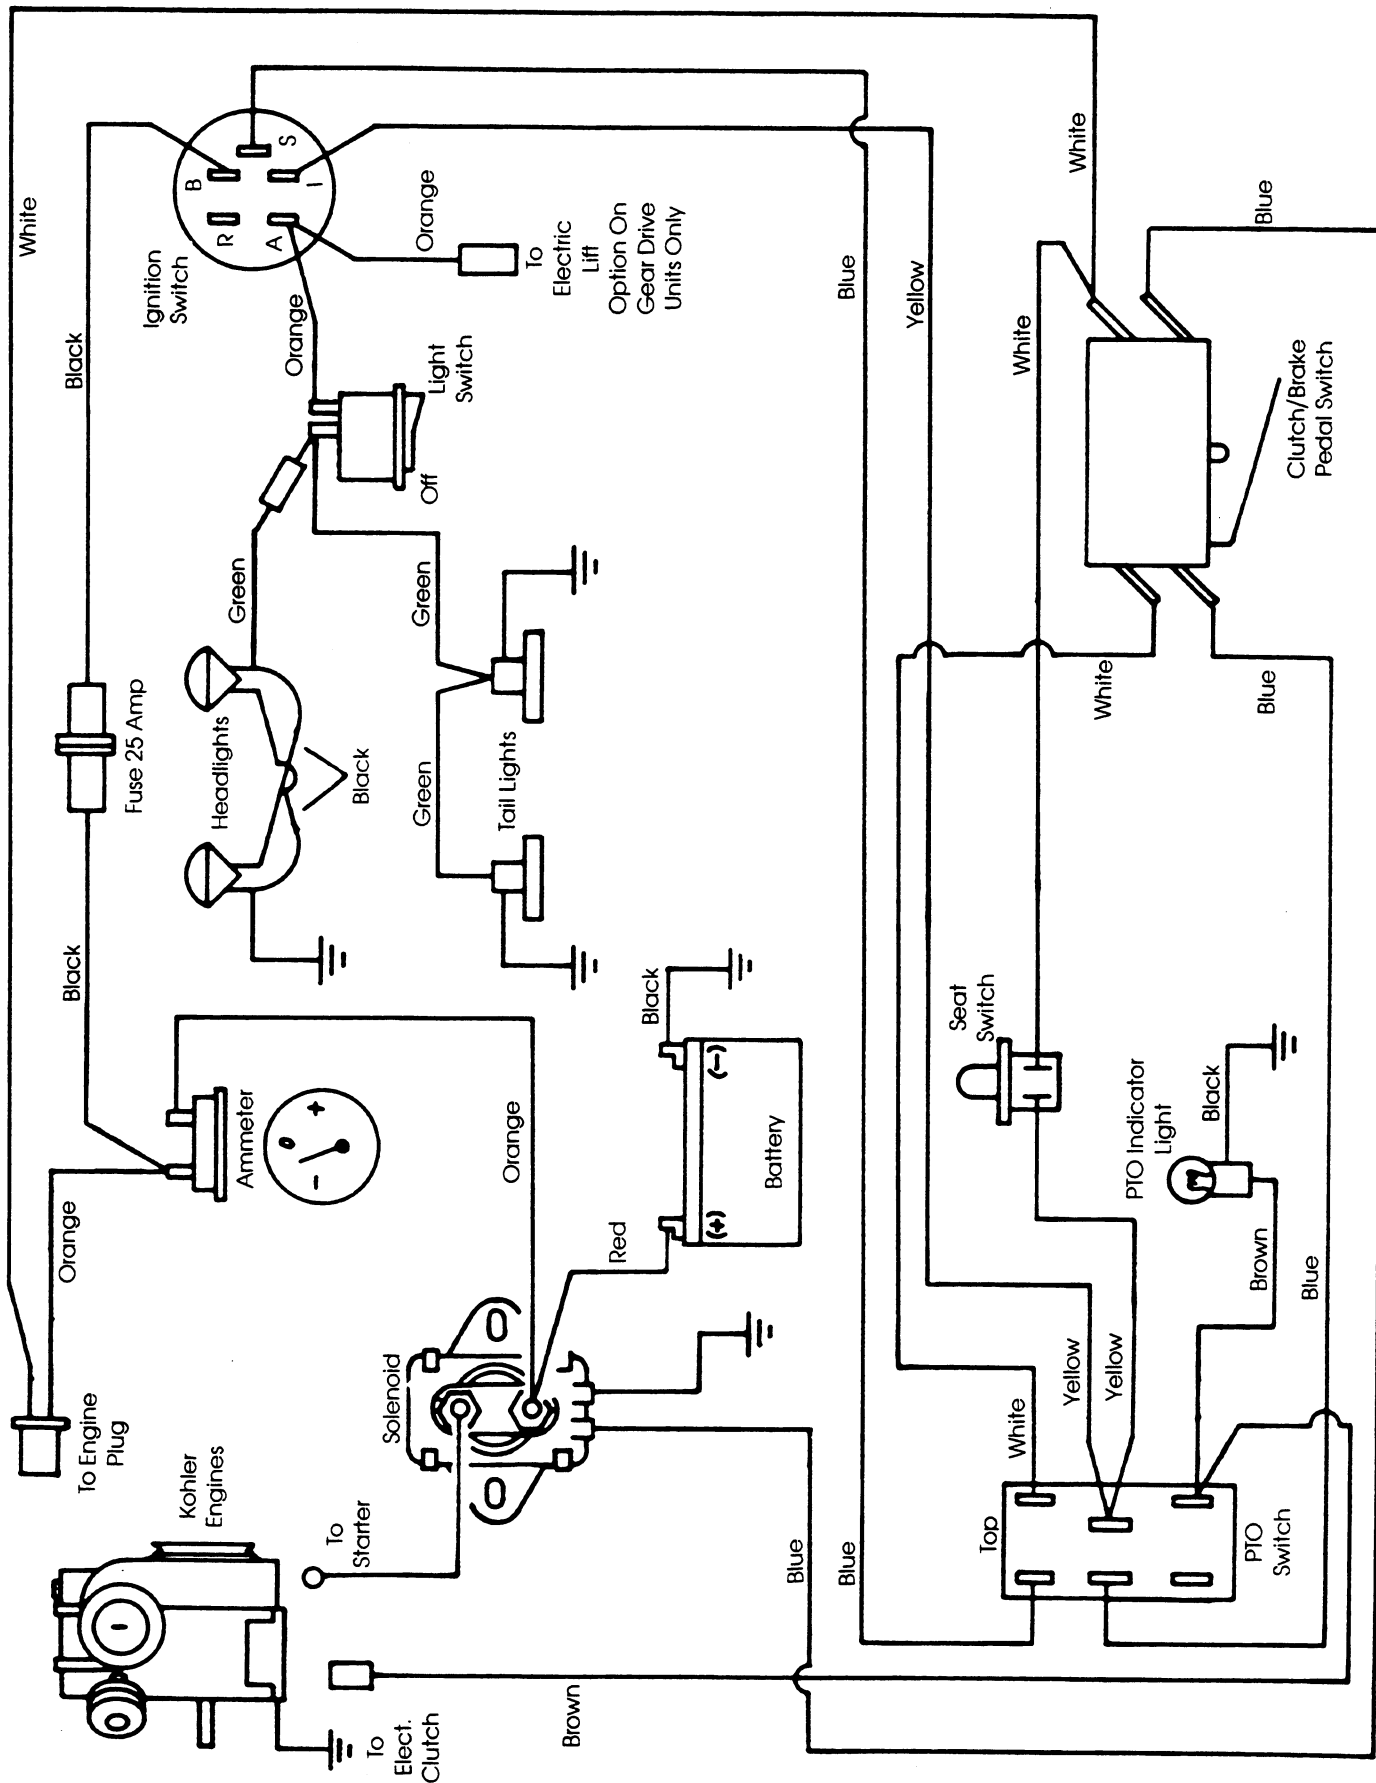 White
Black
Ignition
Switch
B
S
R
A
I
Orange
Orange
To
Electric
Lift
Option On
Gear Drive
Units Only
Light
Switch
Off
Green
Green
Green
Fuse 25 Amp
Headlights
Black
Tail Lights
Black
Ammeter
- 0 +
Orange
To Engine
Plug
Kohler
Engines
Orange
Black
Battery
(+)
(-)
Red
Solenoid
To
Starter
To
Elect.
Clutch
Brown
Blue
Blue
Blue
Yellow
White
White
Blue
Clutch/Brake
Pedal Switch
White
Blue
Seat
Switch
PTO Indicator
Light
Black
Brown
Blue
Yellow
Yellow
White
Top
PTO
Switch